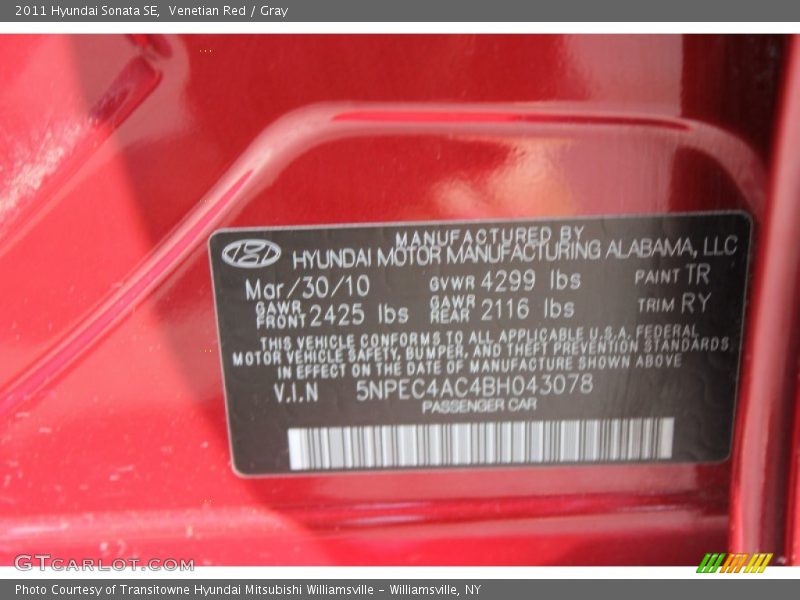 2011 Hyundai Sonata SE, Venetian Red / Gray
MANUFACTURED BY
HYUNDAI MOTOR MANUFACTURING ALABAMA, LLC
Mar/30/10 GVWR 4299 lbs PAINT TR
GAWR FRONT 2425 lbs GAWR REAR 2116 lbs TRIM RY
THIS VEHICLE CONFORMS TO ALL APPLICABLE U.S.A. FEDERAL
MOTOR VEHICLE SAFETY, BUMPER, AND THEFT PREVENTION STANDARDS
IN EFFECT ON THE DATE OF MANUFACTURE SHOWN ABOVE
V.I.N 5NPEC4AC4BH043078
PASSENGER CAR
GTCARLOT.COM
Photo Courtesy of Transitowne Hyundai Mitsubishi Williamsville - Williamsville, NY